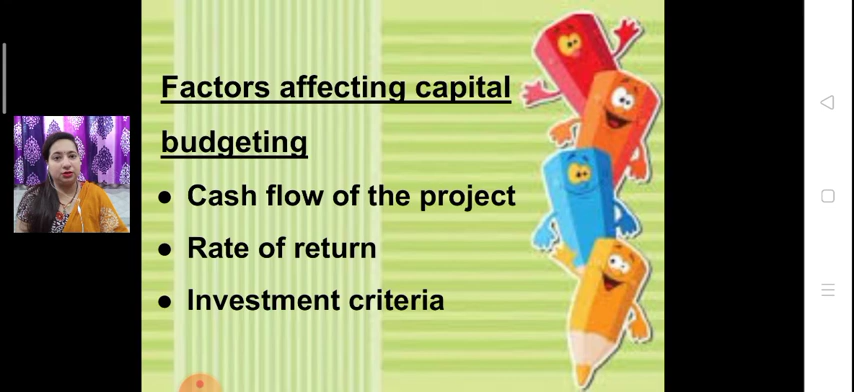 Factors affecting capital
budgeting
● Cash flow of the project
● Rate of return
● Investment criteria